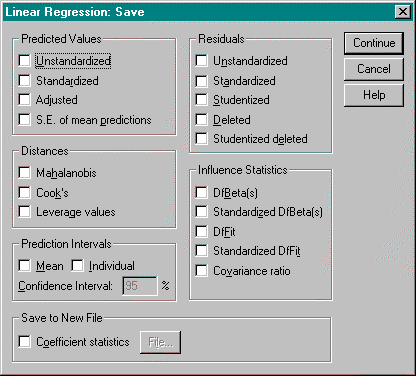 Linear Regression: Save
Predicted Values
Unstandardized
Standardized
Adjusted
S.E. of mean predictions
Distances
Mahalanobis
Cook's
Leverage values
Prediction Intervals
Mean Individual
Confidence Interval: 95 %
Save to New File
Coefficient statistics File...
Residuals
Unstandardized
Standardized
Studentized
Deleted
Studentized deleted
Influence Statistics
DfBeta(s)
Standardized DfBeta(s)
DfFit
Standardized DfFit
Covariance ratio
Continue
Cancel
Help